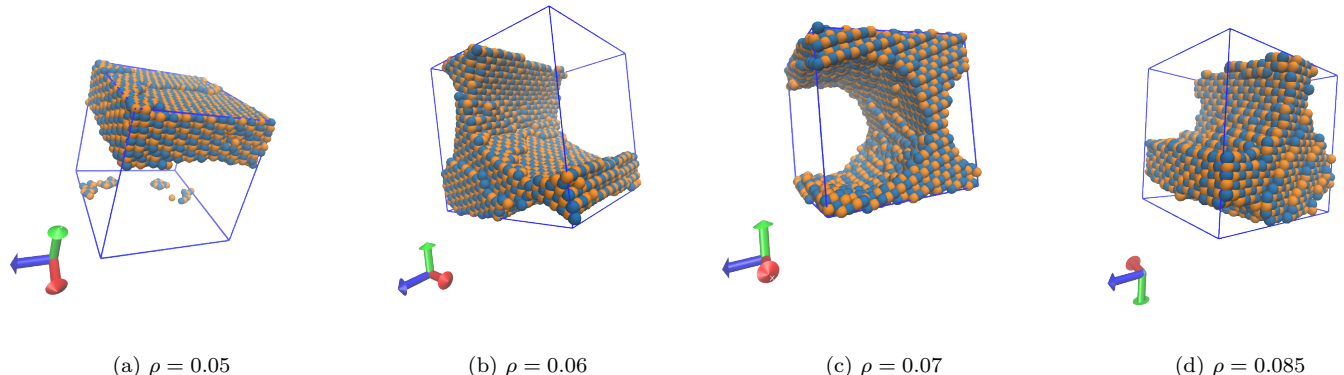 (a) ρ = 0.05
(b) ρ = 0.06
(c) ρ = 0.07
(d) ρ = 0.085